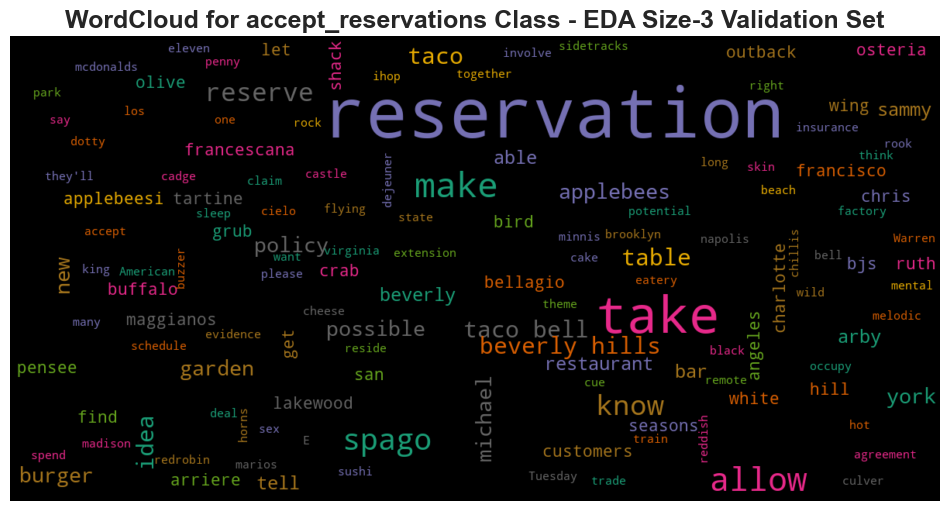 WordCloud for accept_reservations Class - EDA Size-3 Validation Set
eleven let taco involve sidetracks outback osteria
mcdonalds penny shack ihop together
park olive reserve reservation right wing sammy
say los one rock insurance
dotty francescana able long think rook
they'll cadge claim castle dejeuner make applebees skin francisco
applebeesi tartine beach chris
sleep cielo flying state bird potential factory
accept grub policy virginia extension minnis brooklyn napolis Warren
new king American buzzer want please crab cake table charlotte chillis bell bjs ruth
buffalo beverly bellagio eatery wild mental
many maggianos cheese theme take melodic
schedule evidence get possible taco bell angeles arby
pensee garden reside beverly hills black
san restaurant bar occupy
lakewood michael cue remote white hill york
find deal horns know
idea sex E spago seasons train reddish hot
madison customers
spend redrobin marios sushi agreement
burger arriere tell Tuesday trade allow culver